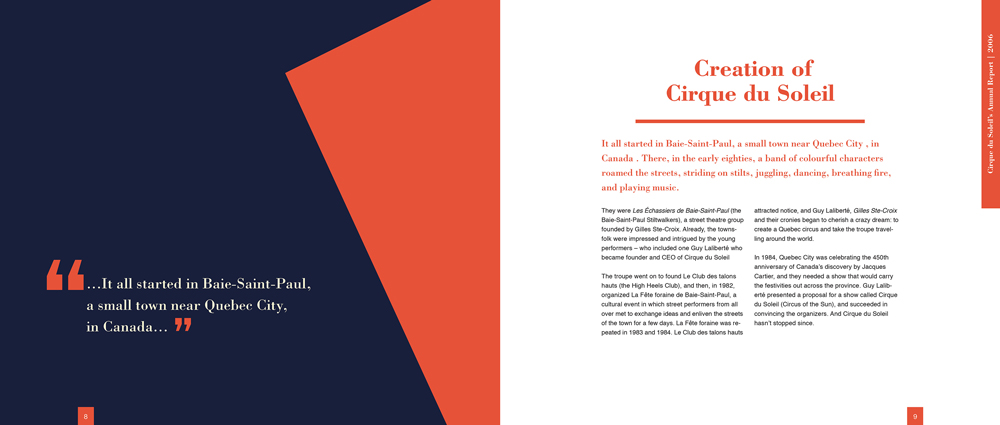 “ …It all started in Baie-Saint-Paul,
a small town near Quebec City,
in Canada… ”
8
Creation of
Cirque du Soleil
It all started in Baie-Saint-Paul, a small town near Quebec City , in
Canada . There, in the early eighties, a band of colourful characters
roamed the streets, striding on stilts, juggling, dancing, breathing fire,
and playing music.
They were Les Échassiers de Baie-Saint-Paul (the
Baie-Saint-Paul Stiltwalkers), a street theatre group
founded by Gilles Ste-Croix. Already, the towns-
folk were impressed and intrigued by the young
performers – who included one Guy Laliberté who
became founder and CEO of Cirque du Soleil
The troupe went on to found Le Club des talons
hauts (the High Heels Club), and then, in 1982,
organized La Fête foraine de Baie-Saint-Paul, a
cultural event in which street performers from all
over met to exchange ideas and enliven the streets
of the town for a few days. La Fête foraine was re-
peated in 1983 and 1984. Le Club des talons hauts
attracted notice, and Guy Laliberté, Gilles Ste-Croix
and their cronies began to cherish a crazy dream: to
create a Quebec circus and take the troupe travel-
ling around the world.
In 1984, Quebec City was celebrating the 450th
anniversary of Canada’s discovery by Jacques
Cartier, and they needed a show that would carry
the festivities out across the province. Guy Lalib-
erté presented a proposal for a show called Cirque
du Soleil (Circus of the Sun), and succeeded in
convincing the organizers. And Cirque du Soleil
hasn’t stopped since.
Cirque du Soleil’s Annual Report | 2006
9